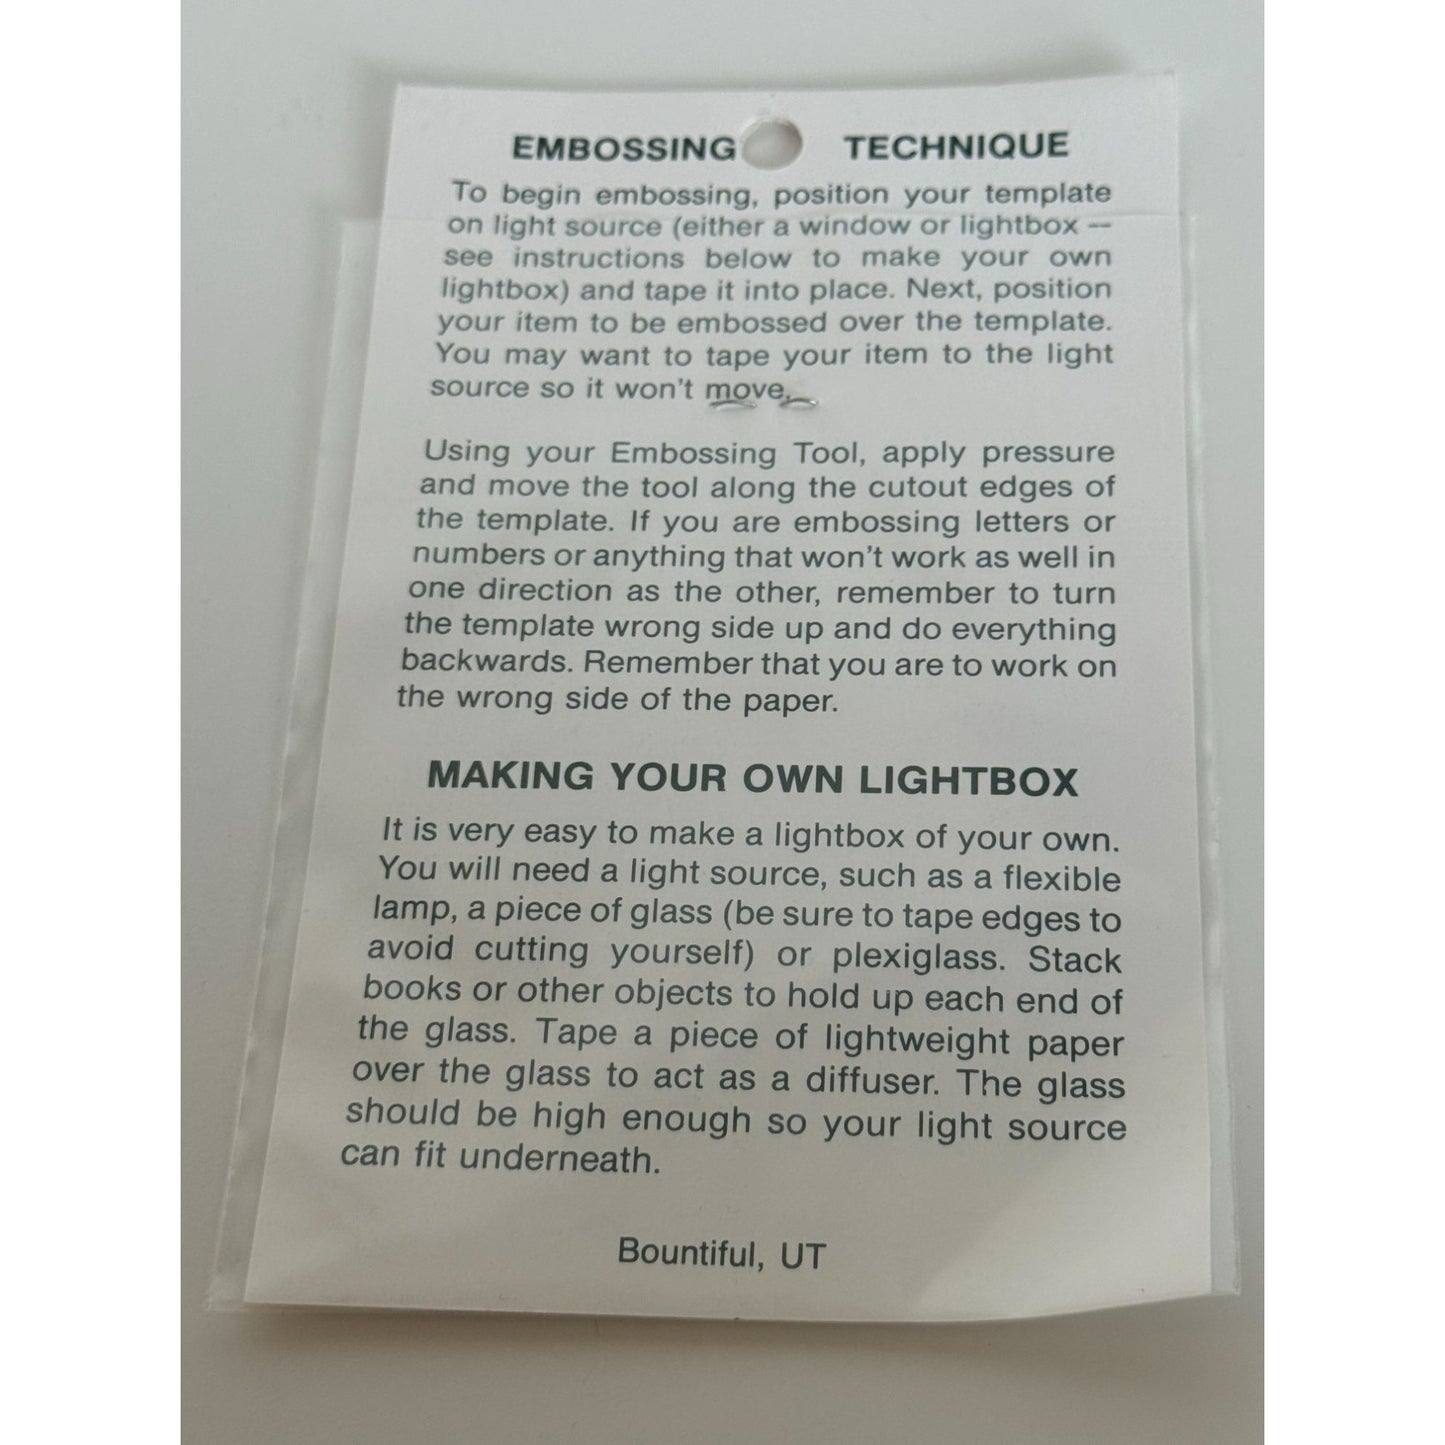 EMBOSSING TECHNIQUE
To begin embossing, position your template
on light source (either a window or lightbox --
see instructions below to make your own
lightbox) and tape it into place. Next, position
your item to be embossed over the template.
You may want to tape your item to the light
source so it won't move.
Using your Embossing Tool, apply pressure
and move the tool along the cutout edges of
the template. If you are embossing letters or
numbers or anything that won't work as well in
one direction as the other, remember to turn
the template wrong side up and do everything
backwards. Remember that you are to work on
the wrong side of the paper.
MAKING YOUR OWN LIGHTBOX
It is very easy to make a lightbox of your own.
You will need a light source, such as a flexible
lamp, a piece of glass (be sure to tape edges to
avoid cutting yourself) or plexiglass. Stack
books or other objects to hold up each end of
the glass. Tape a piece of lightweight paper
over the glass to act as a diffuser. The glass
should be high enough so your light source
can fit underneath.
Bountiful, UT